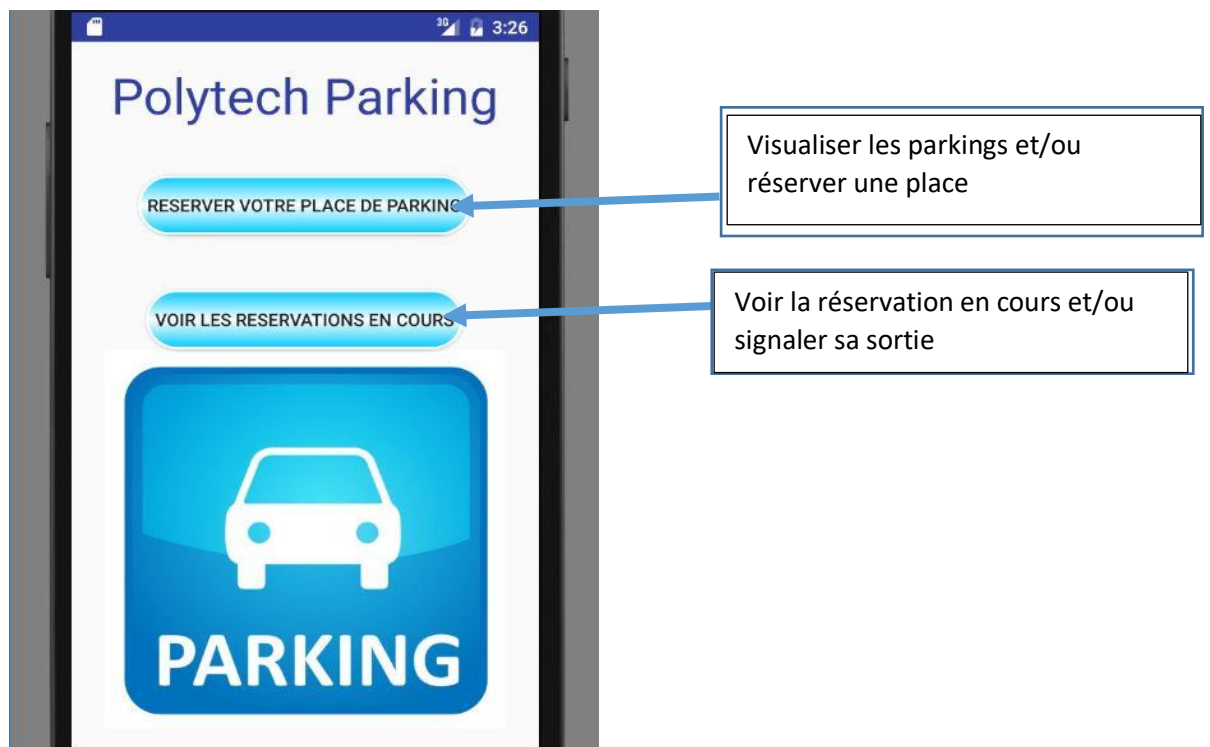 3G 3:26
Polytech Parking
RESERVER VOTRE PLACE DE PARKING
VOIR LES RESERVATIONS EN COURS
PARKING
Visualiser les parkings et/ou
réserver une place
Voir la réservation en cours et/ou
signaler sa sortie